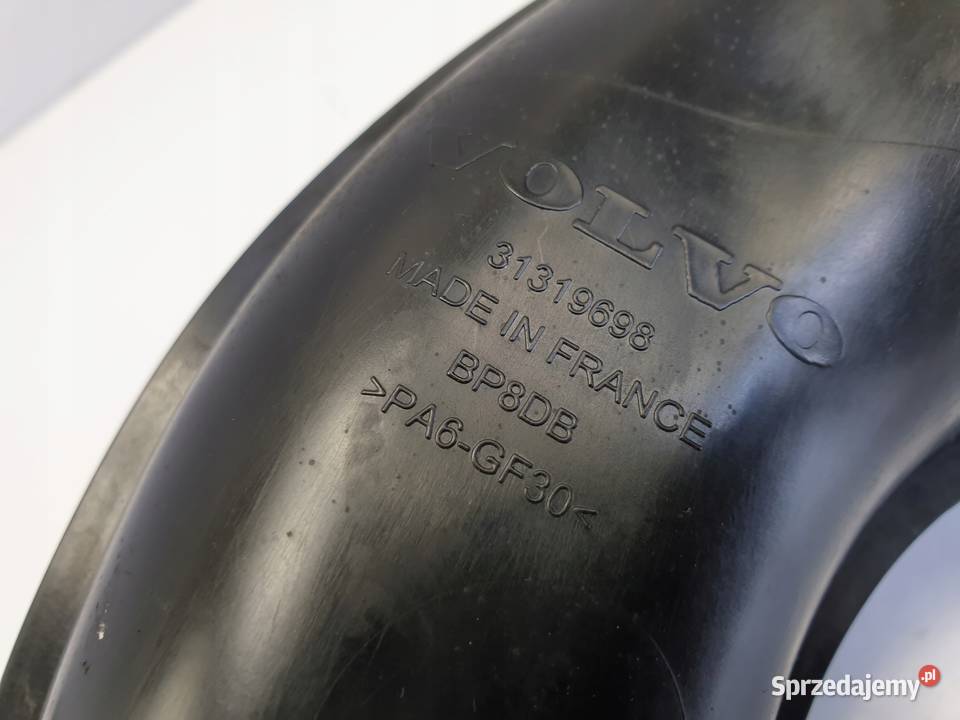 VOLVO
31319698
MADE IN FRANCE
BP8DB
>PA6-GF30<
Sprzedajemy.pl